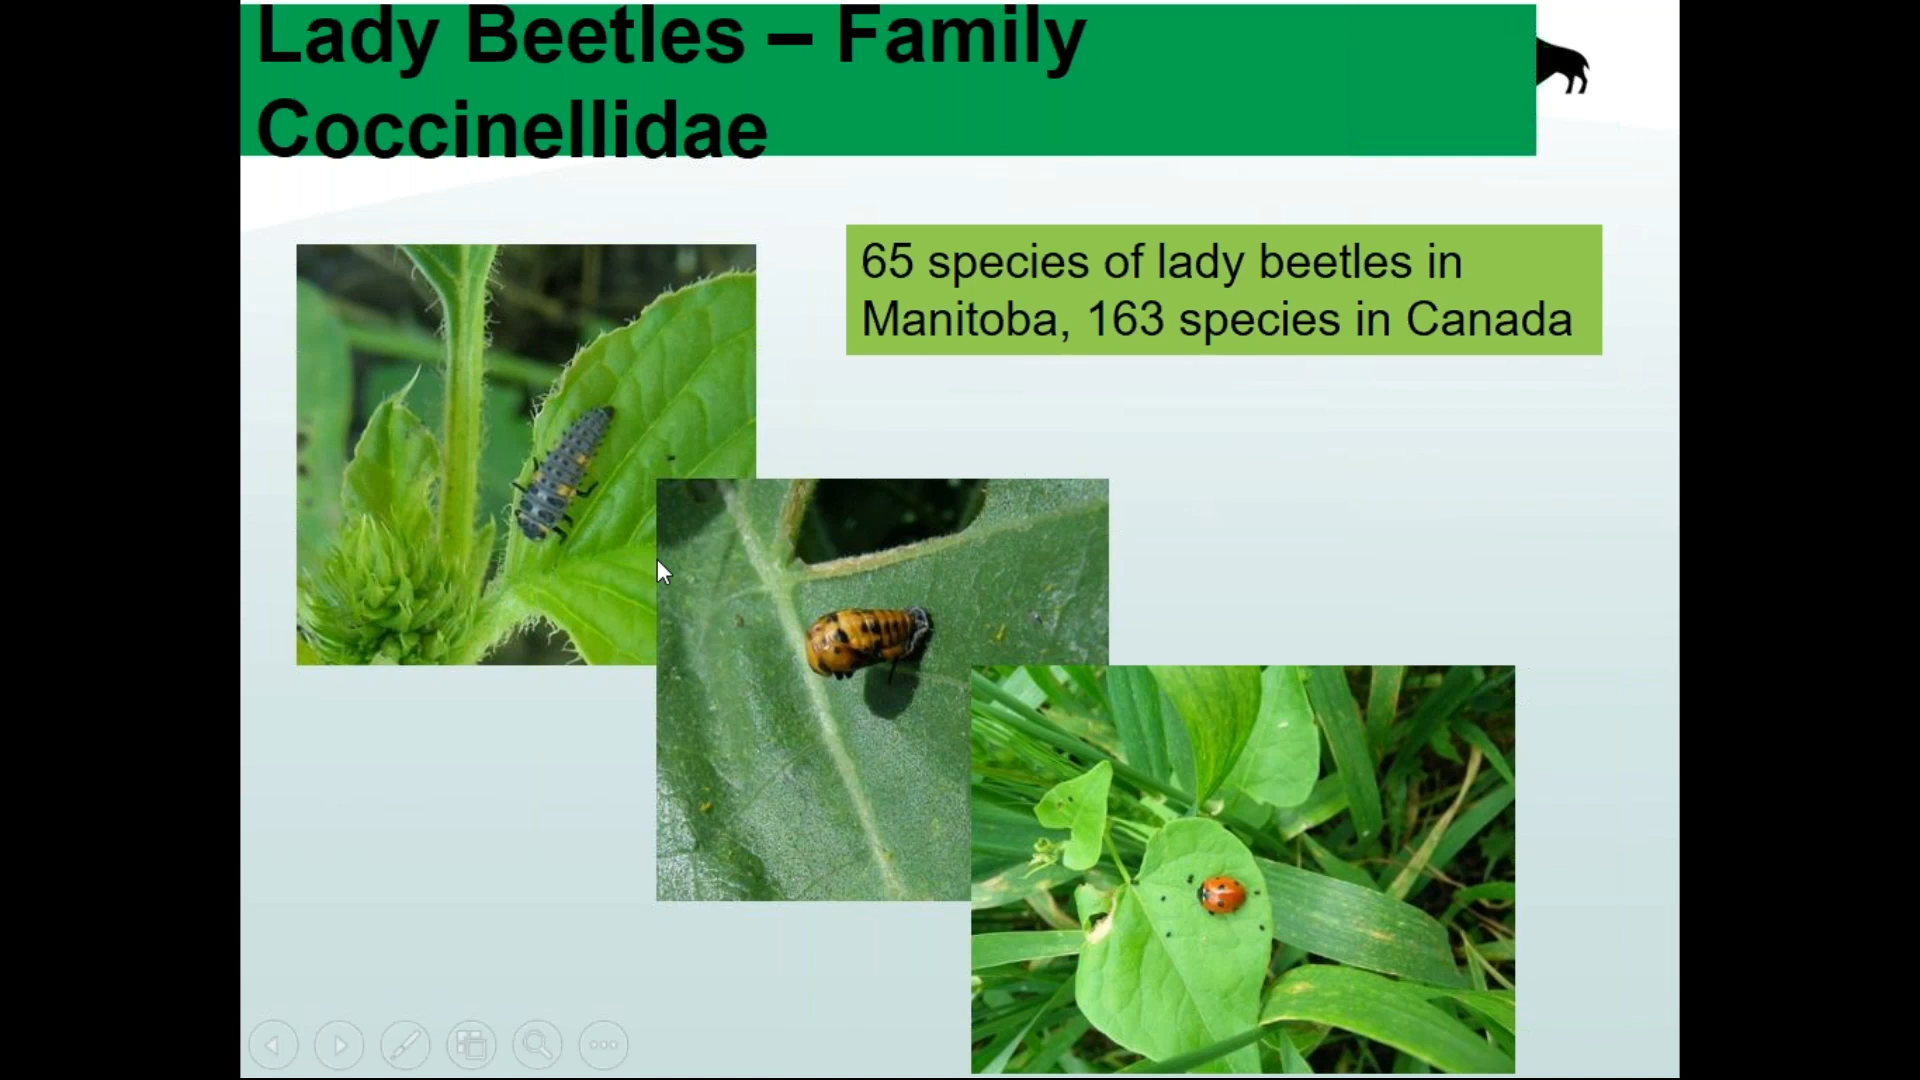 Lady Beetles – Family
Coccinellidae
65 species of lady beetles in
Manitoba, 163 species in Canada